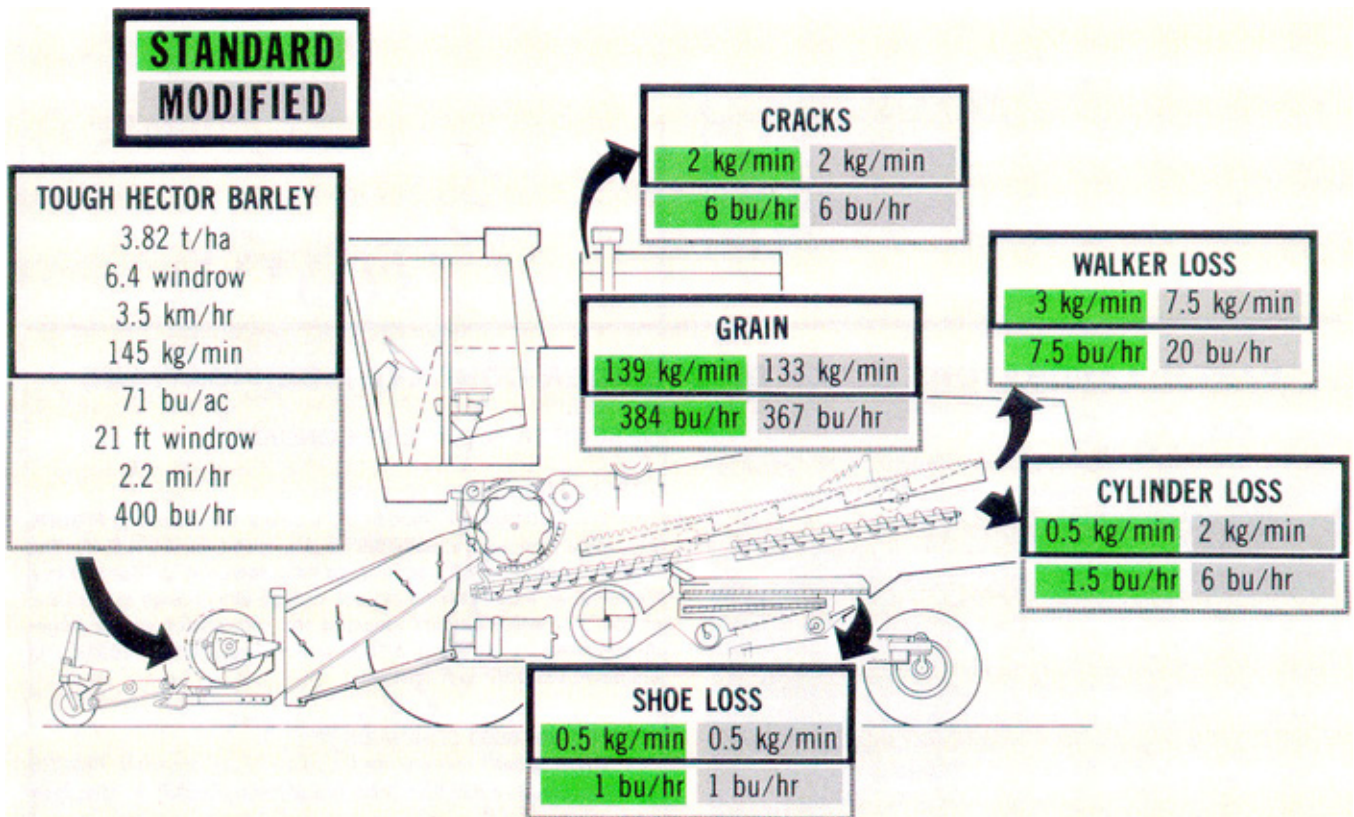 STANDARD
MODIFIED
TOUGH HECTOR BARLEY
3.82 t/ha
6.4 windrow
3.5 km/hr
145 kg/min
71 bu/ac
21 ft windrow
2.2 mi/hr
400 bu/hr
CRACKS
2 kg/min 2 kg/min
6 bu/hr 6 bu/hr
GRAIN
139 kg/min 133 kg/min
384 bu/hr 367 bu/hr
WALKER LOSS
3 kg/min 7.5 kg/min
7.5 bu/hr 20 bu/hr
CYLINDER LOSS
0.5 kg/min 2 kg/min
1.5 bu/hr 6 bu/hr
SHOE LOSS
0.5 kg/min 0.5 kg/min
1 bu/hr 1 bu/hr